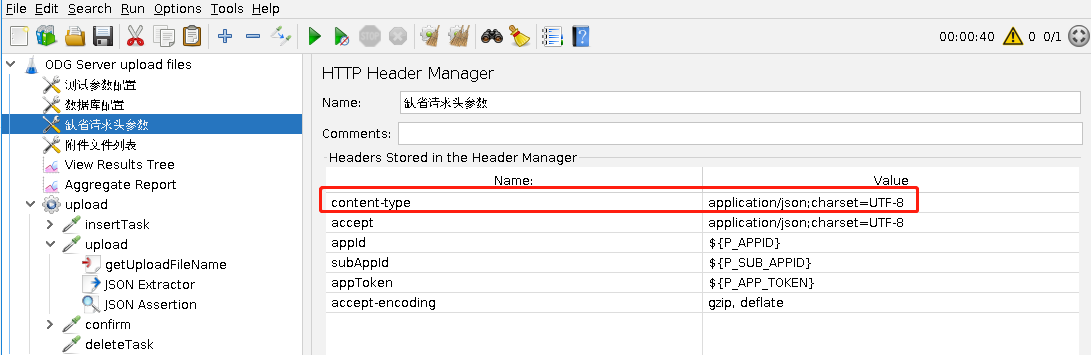 File Edit Search Run Options Tools Help
00:00:40 0 0/1
ODG Server upload files
测试参数配置
数据库配置
缺省请求头参数
附件文件列表
View Results Tree
Aggregate Report
upload
insertTask
upload
getUploadFileName
JSON Extractor
JSON Assertion
confirm
deleteTask
HTTP Header Manager
Name: 缺省请求头参数
Comments:
Headers Stored in the Header Manager
Name: Value
content-type application/json;charset=UTF-8
accept application/json;charset=UTF-8
appId ${P_APPID}
subAppId ${P_SUB_APPID}
appToken ${P_APP_TOKEN}
accept-encoding gzip, deflate